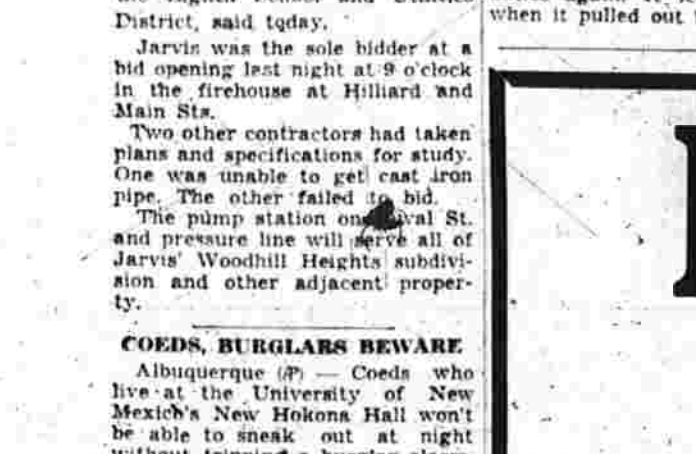 District, said today.
Jarvis was the sole bidder at a
bid opening last night at 9 o'clock
in the firehouse at Hilliard and
Main Sts.
Two other contractors had taken
plans and specifications for study.
One was unable to get cast iron
pipe. The other failed to bid.
The pump station on St.
and pressure line will serve all of
Jarvis' Woodhill Heights subdivi-
sion and other adjacent proper-
ty.
COEDS, BURGLARS BEWARE
Albuquerque (AP) — Coeds who
live at the University of New
Mexico's New Hokona Hall won't
be able to sneak out at night
when it pulled out